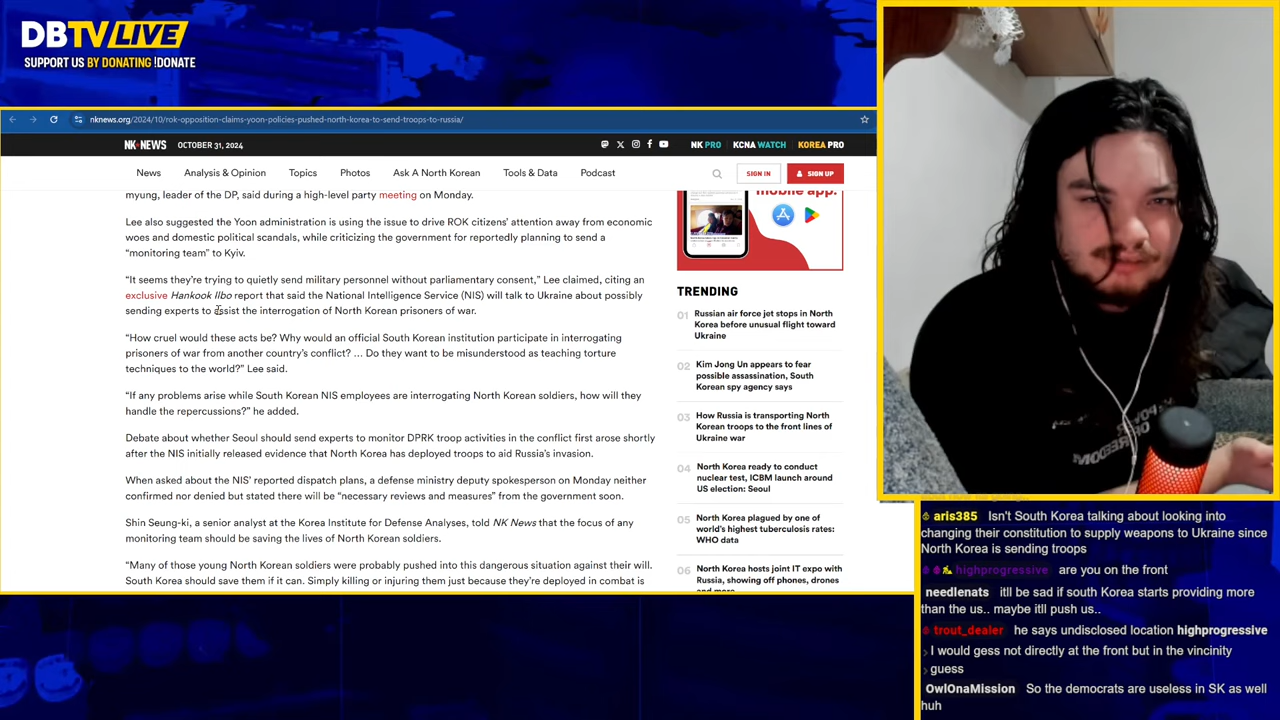 DBTV LIVE
SUPPORT US BY DONATING !DONATE
nknews.org/2024/10/rok-opposition-claims-yoon-policies-pushed-north-korea-to-send-troops-to-russia/
NK NEWS OCTOBER 31, 2024
NK PRO KCNA WATCH KOREA PRO
News Analysis & Opinion Topics Photos Ask A North Korean Tools & Data Podcast
SIGN IN SIGN UP
myung, leader of the DP, said during a high-level party meeting on Monday.
Lee also suggested the Yoon administration is using the issue to drive ROK citizens’ attention away from economic
woes and domestic political scandals, while criticizing the government for reportedly planning to send a
“monitoring team” to Kyiv.
“It seems they’re trying to quietly send military personnel without parliamentary consent,” Lee claimed, citing an
exclusive Hankook Ilbo report that said the National Intelligence Service (NIS) will talk to Ukraine about possibly
sending experts to assist the interrogation of North Korean prisoners of war.
“How cruel would these acts be? Why would an official South Korean institution participate in interrogating
prisoners of war from another country’s conflict? … Do they want to be misunderstood as teaching torture
techniques to the world?” Lee said.
“If any problems arise while South Korean NIS employees are interrogating North Korean soldiers, how will they
handle the repercussions?” he added.
Debate about whether Seoul should send experts to monitor DPRK troop activities in the conflict first arose shortly
after the NIS initially released evidence that North Korea has deployed troops to aid Russia’s invasion.
When asked about the NIS’ reported dispatch plans, a defense ministry deputy spokesperson on Monday neither
confirmed nor denied but stated there will be “necessary reviews and measures” from the government soon.
Shin Seung-ki, a senior analyst at the Korea Institute for Defense Analyses, told NK News that the focus of any
monitoring team should be saving the lives of North Korean soldiers.
“Many of those young North Korean soldiers were probably pushed into this dangerous situation against their will.
South Korea should save them if it can. Simply killing or injuring them just because they’re deployed in combat is
mobile app.
TRENDING
01 Russian air force jet stops in North
Korea before unusual flight toward
Ukraine
02 Kim Jong Un appears to fear
possible assassination, South
Korean spy agency says
03 How Russia is transporting North
Korean troops to the front lines of
Ukraine war
04 North Korea ready to conduct
nuclear test, ICBM launch around
US election: Seoul
05 North Korea plagued by one of
world’s highest tuberculosis rates:
WHO data
06 North Korea hosts joint IT expo with
Russia, showing off phones, drones
and more
aris385 Isn't South Korea talking about looking into
changing their constitution to supply weapons to Ukraine since
North Korea is sending troops
highprogressive are you on the front
needlenats itll be sad if south Korea starts providing more
than the us.. maybe itll push us..
trout_dealer he says undisclosed location highprogressive
I would gess not directly at the front but in the vincinity
guess
OwlOnaMission So the democrats are useless in SK as well
huh